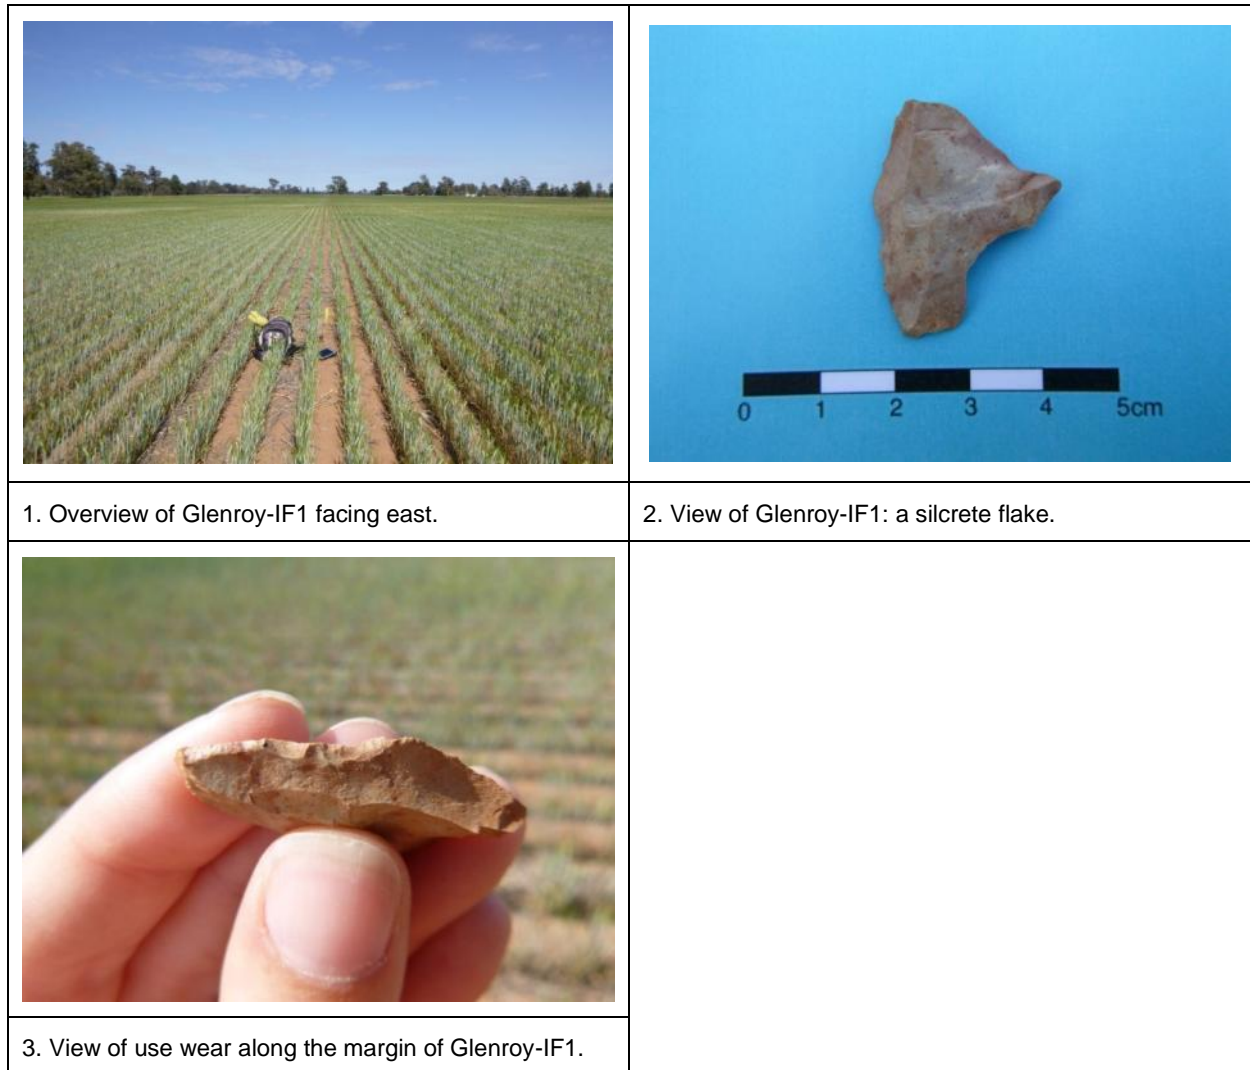 0 1 2 3 4 5cm
1. Overview of Glenroy-IF1 facing east.
2. View of Glenroy-IF1: a silcrete flake.
3. View of use wear along the margin of Glenroy-IF1.